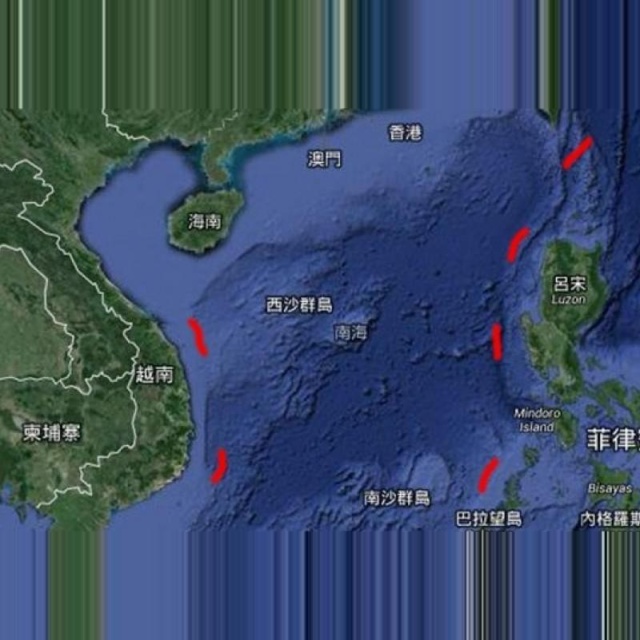 香港
澳門
海南
呂宋
Luzon
西沙群島
南海
越南
Mindoro
Island
柬埔寨
菲律
Bisayas
南沙群島
巴拉望島
內格羅斯